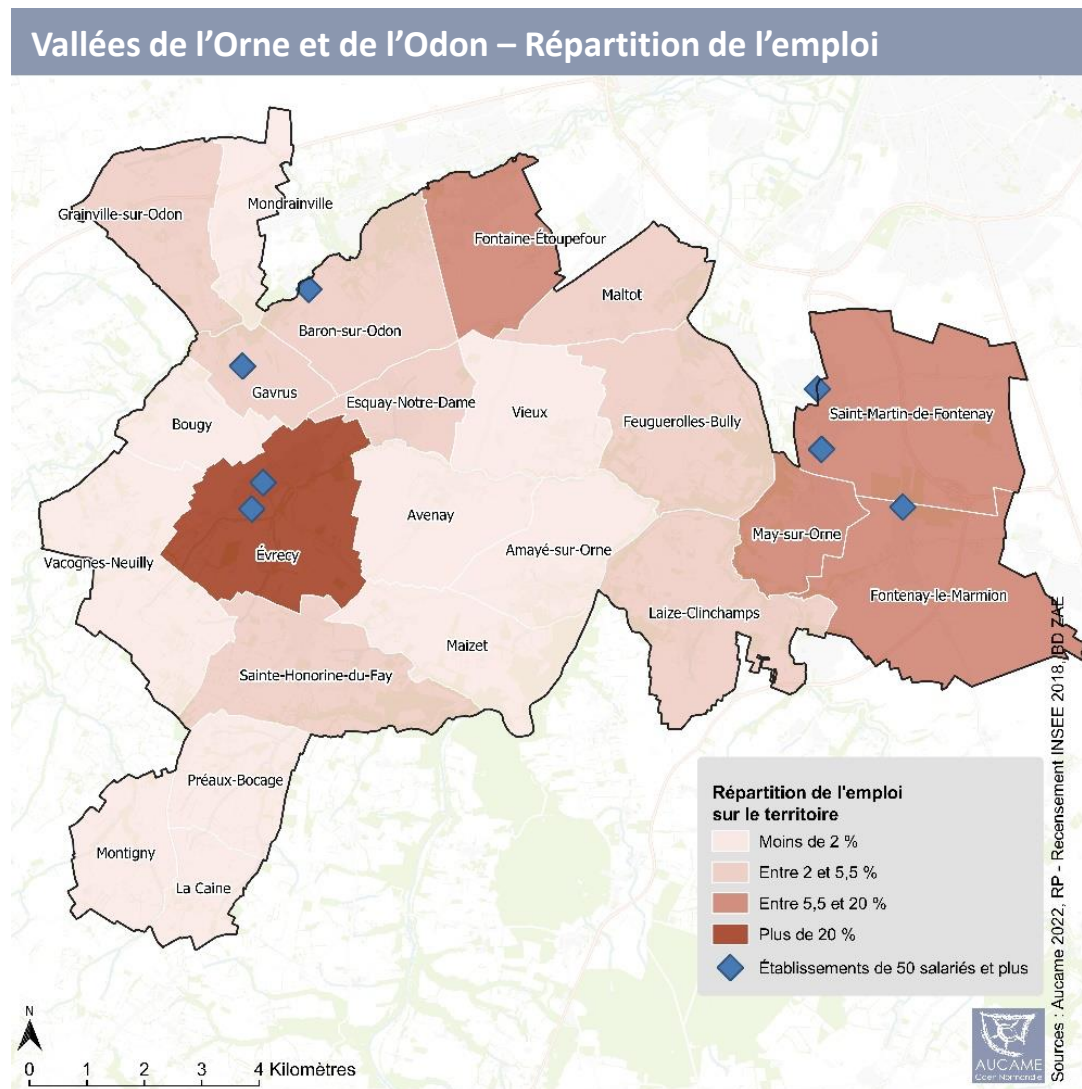 Vallées de l’Orne et de l’Odon – Répartition de l’emploi
Mondrainville
Grainville-sur-Odon
Fontaine-Étoupefour
Maltot
Baron-sur-Odon
Gavrus
Esquay-Notre-Dame
Vieux
Saint-Martin-de-Fontenay
Bougy
Feuguerolles-Bully
Avenay
May-sur-Orne
Amayé-sur-Orne
Évrecy
Vacognes-Neuilly
Fontenay-le-Marmion
Laize-Clinchamps
Maizet
Sainte-Honorine-du-Fay
Préaux-Bocage
Montigny
La Caine
Répartition de l'emploi
sur le territoire
Moins de 2 %
Entre 2 et 5,5 %
Entre 5,5 et 20 %
Plus de 20 %
Établissements de 50 salariés et plus
Sources : Aucame 2022, RP - Recensement INSEE 2018, BD ZAE
N
0 1 2 3 4 Kilomètres
AUCAME
Caen Normandie